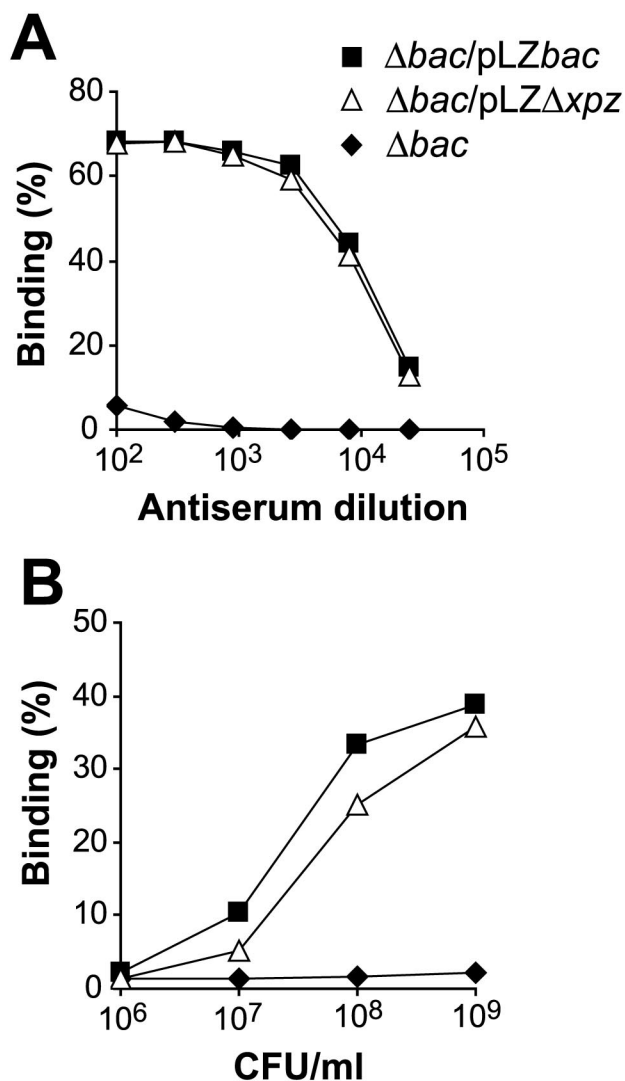 A
Δbac/pLZbac
Δbac/pLZΔxpz
Δbac
80
60
40
20
0
Binding (%)
10² 10³ 10⁴ 10⁵
Antiserum dilution
B
50
40
30
20
10
0
Binding (%)
10⁶ 10⁷ 10⁸ 10⁹
CFU/ml